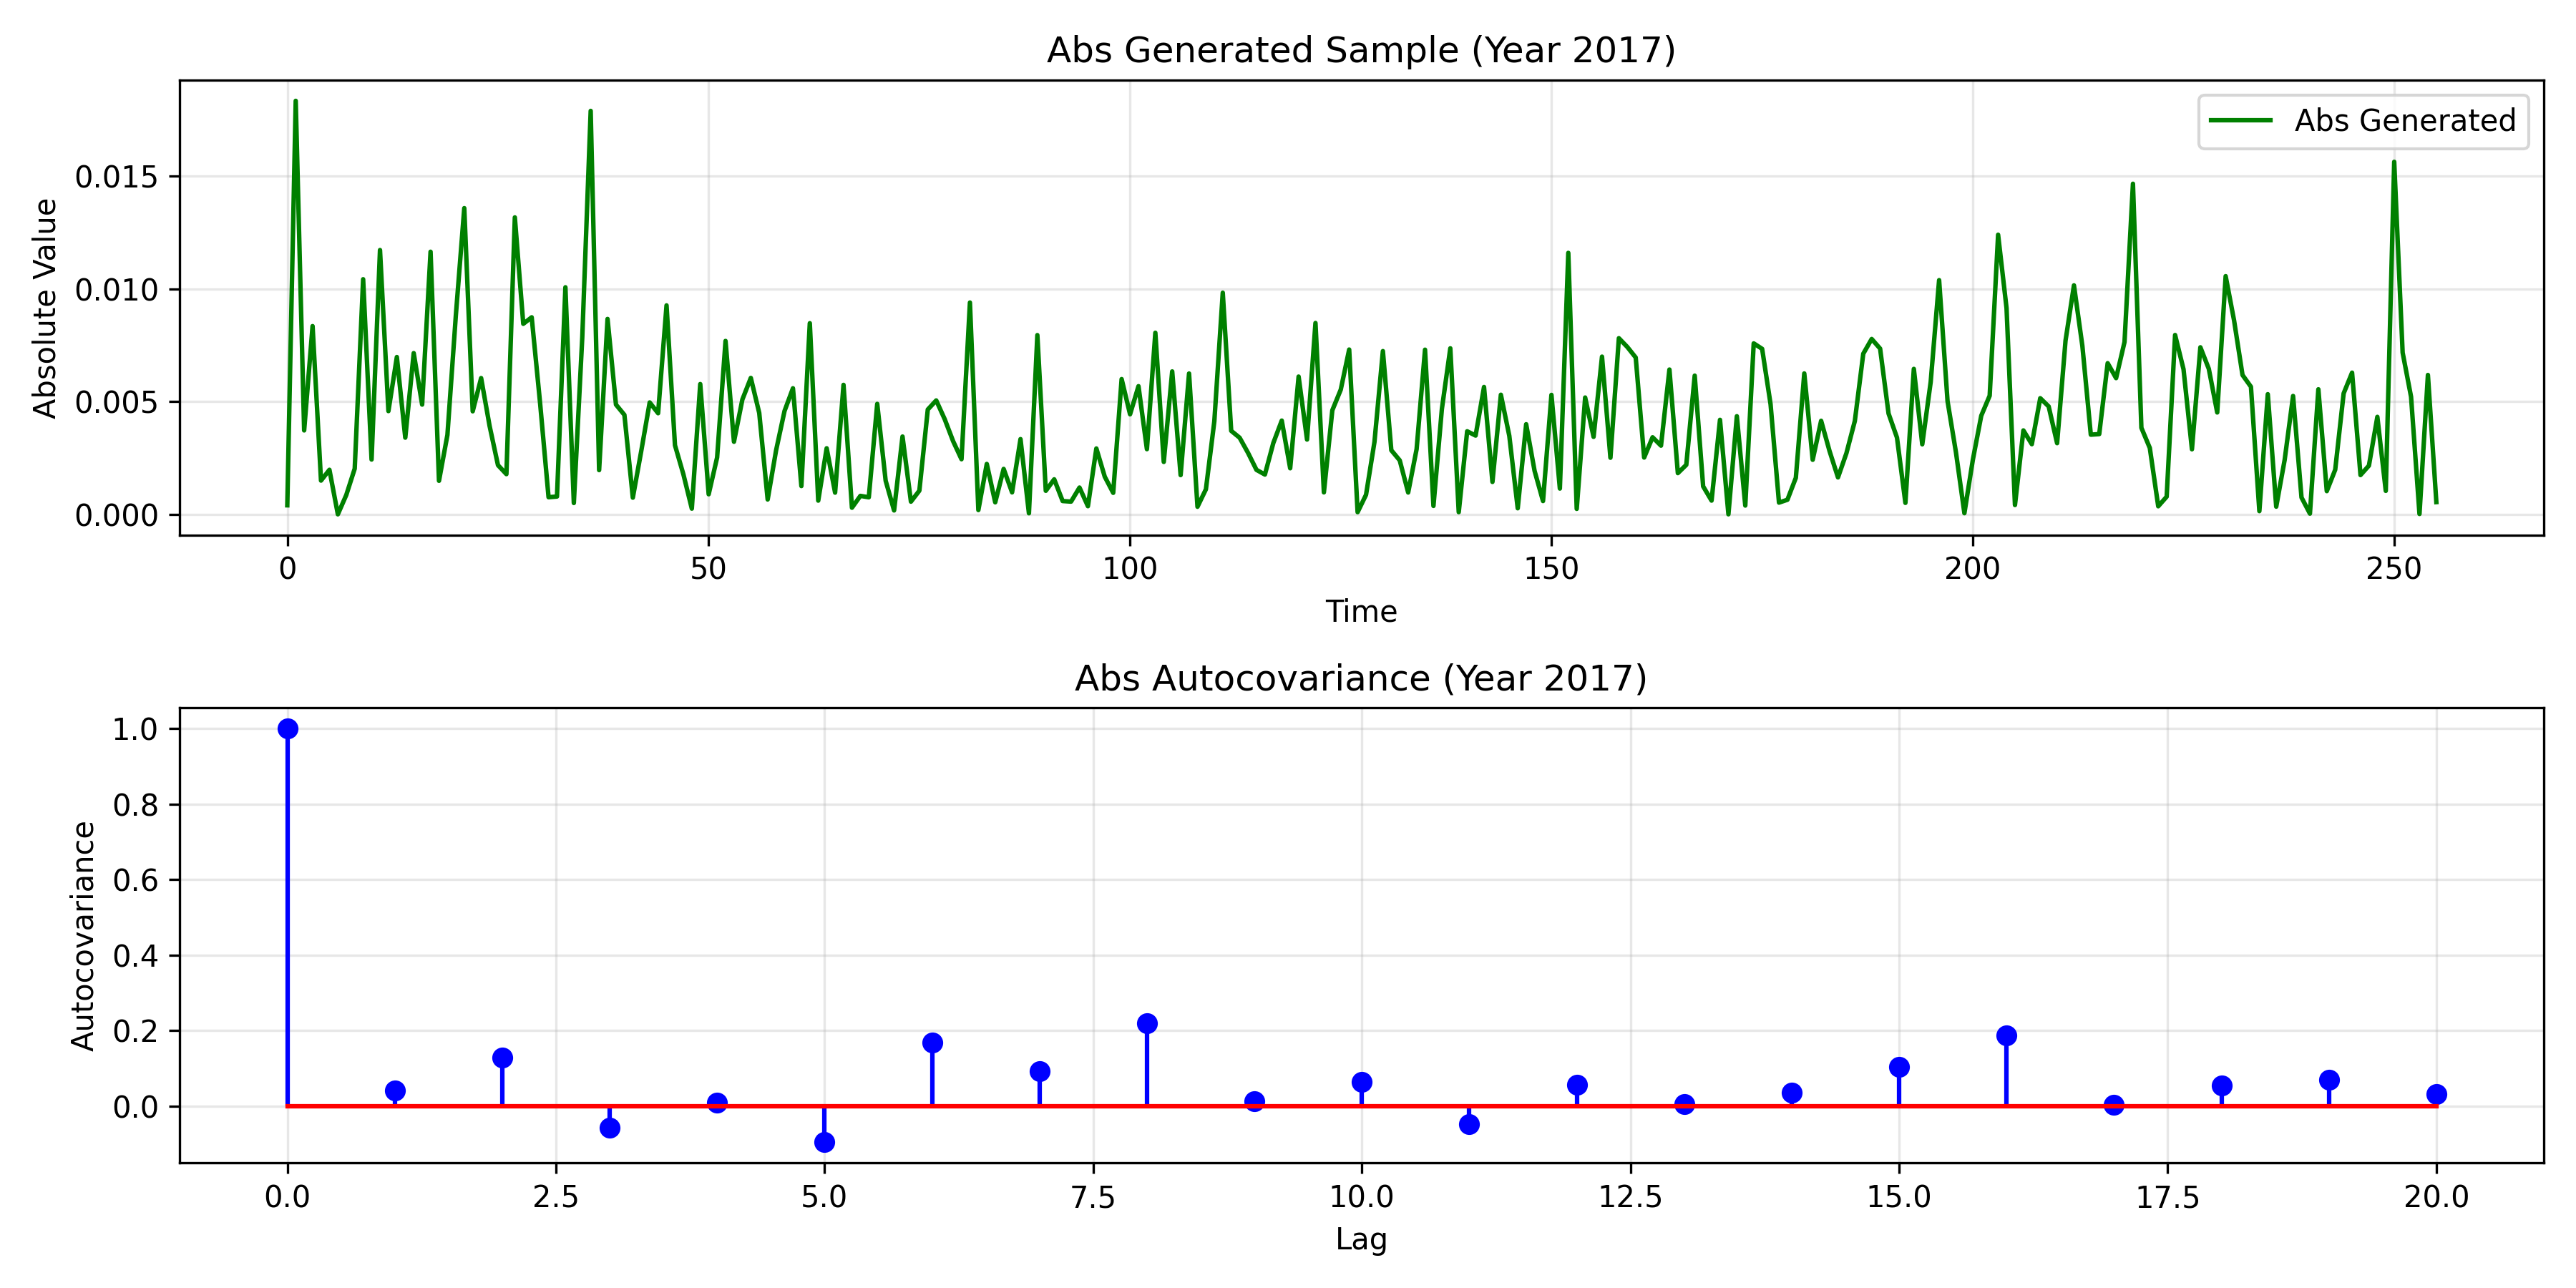 Abs Generated Sample (Year 2017)
Abs Generated
Absolute Value
0.015
0.010
0.005
0.000
0 50 100 150 200 250
Time
Abs Autocovariance (Year 2017)
Autocovariance
1.0
0.8
0.6
0.4
0.2
0.0
0.0 2.5 5.0 7.5 10.0 12.5 15.0 17.5 20.0
Lag